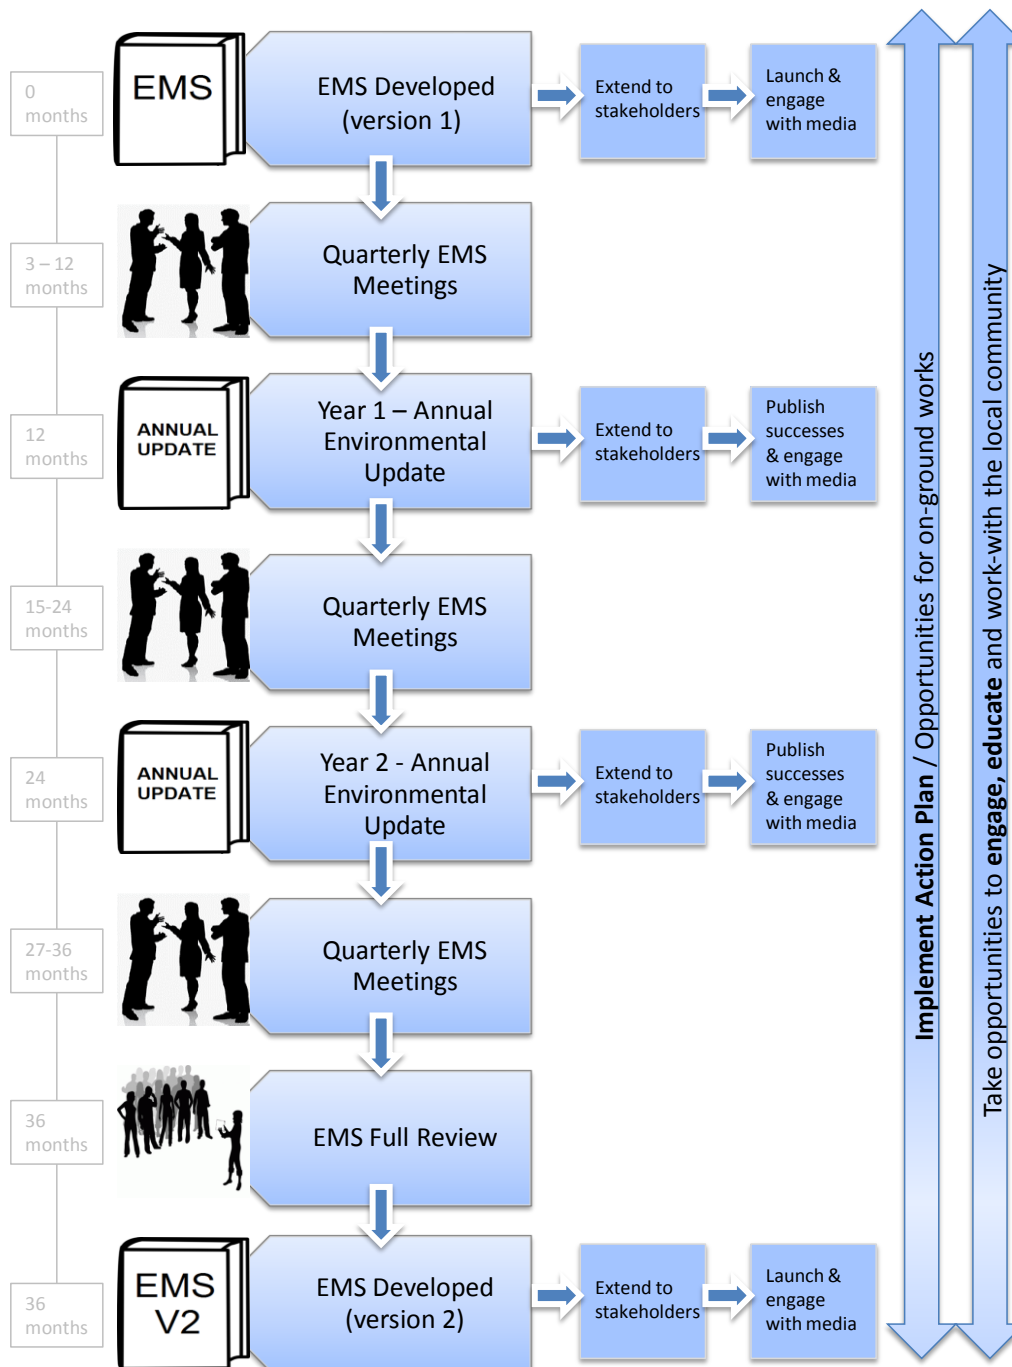 0
months
EMS
EMS Developed
(version 1)
Extend to
stakeholders
Launch &
engage
with media
3 – 12
months
Quarterly EMS
Meetings
12
months
ANNUAL
UPDATE
Year 1 – Annual
Environmental
Update
Extend to
stakeholders
Publish
successes
& engage
with media
15-24
months
Quarterly EMS
Meetings
24
months
ANNUAL
UPDATE
Year 2 - Annual
Environmental
Update
Extend to
stakeholders
Publish
successes
& engage
with media
27-36
months
Quarterly EMS
Meetings
36
months
EMS Full Review
36
months
EMS
V2
EMS Developed
(version 2)
Extend to
stakeholders
Launch &
engage
with media
Implement Action Plan / Opportunities for on-ground works
Take opportunities to engage, educate and work-with the local community